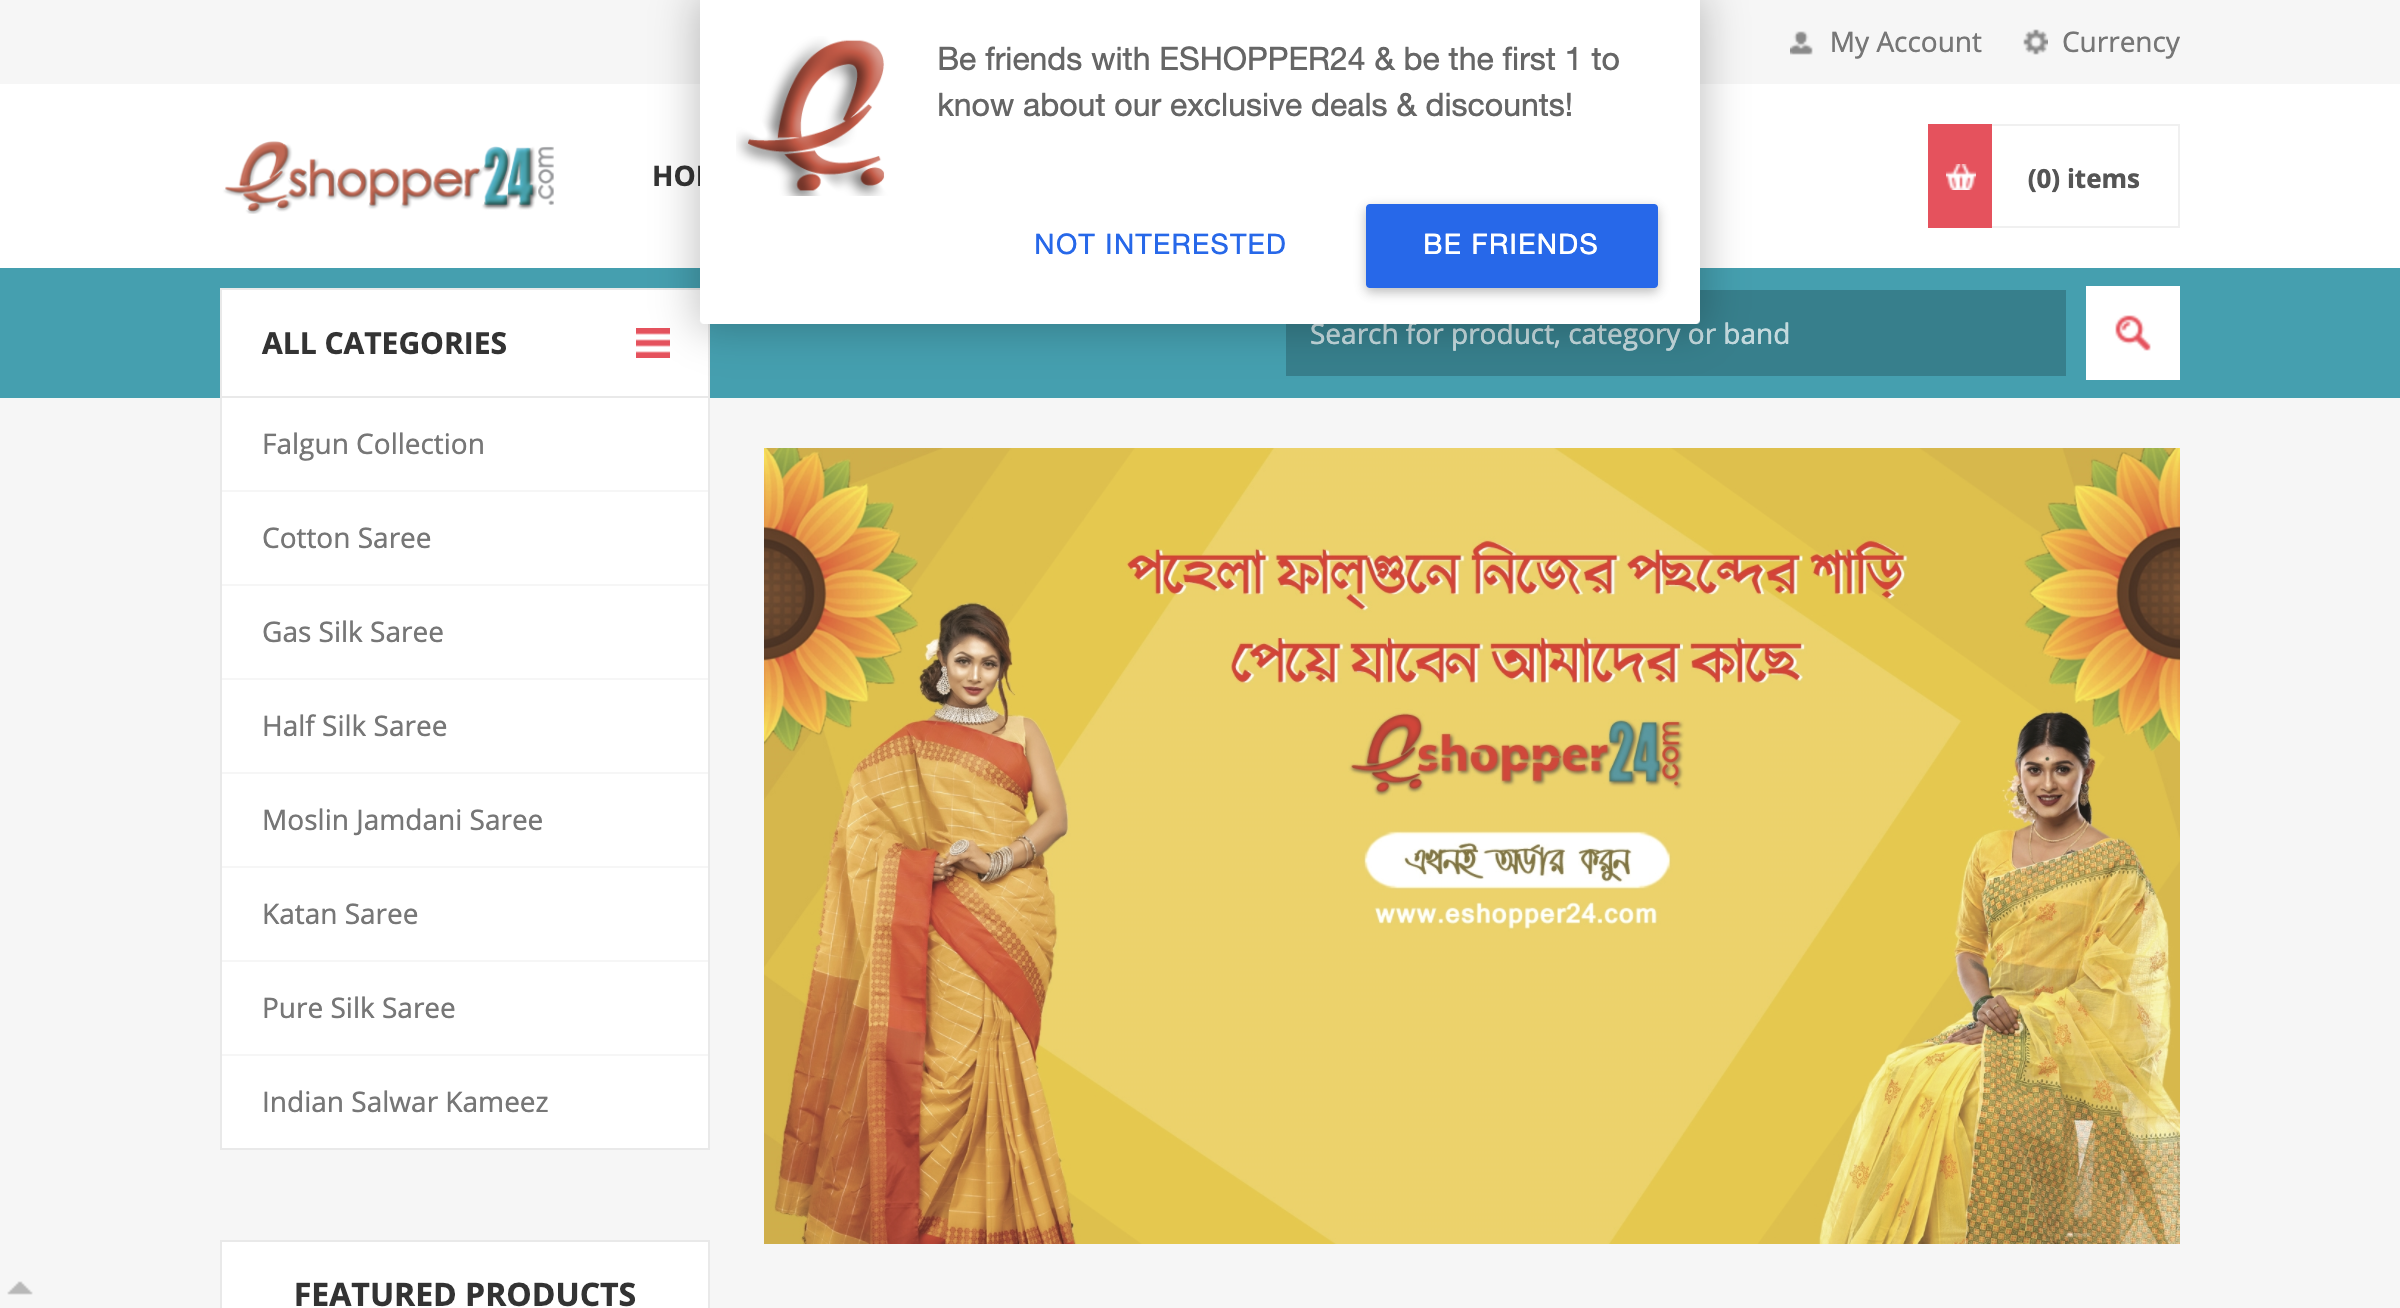 My Account
Currency
eshopper24.com
HO
Be friends with ESHOPPER24 & be the first 1 to
know about our exclusive deals & discounts!
NOT INTERESTED
BE FRIENDS
(0) items
ALL CATEGORIES
Search for product, category or band
Falgun Collection
Cotton Saree
Gas Silk Saree
Half Silk Saree
Moslin Jamdani Saree
Katan Saree
Pure Silk Saree
Indian Salwar Kameez
পহেলা ফাল্গুনে নিজের পছন্দের শাড়ি
পেয়ে যাবেন আমাদের কাছে
eshopper24.com
এখনই অর্ডার করুন
www.eshopper24.com
FEATURED PRODUCTS